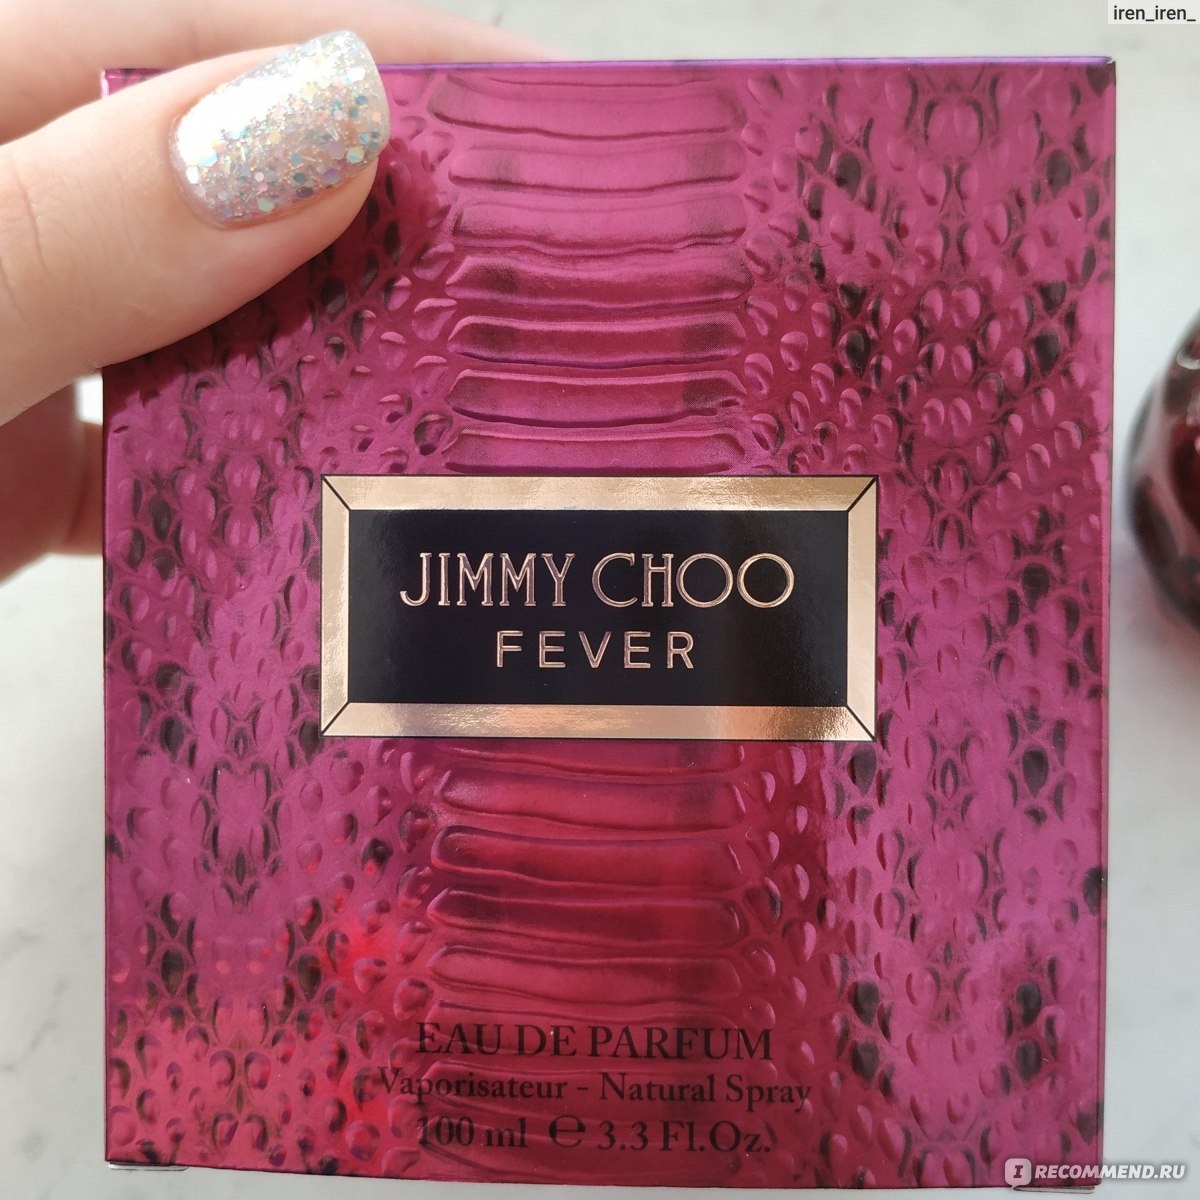 iren_iren_
JIMMY CHOO
FEVER
EAU DE PARFUM
Vaporisateur - Natural Spray
100 ml ℮ 3.3 Fl.Oz.
I RECOMMEND.RU